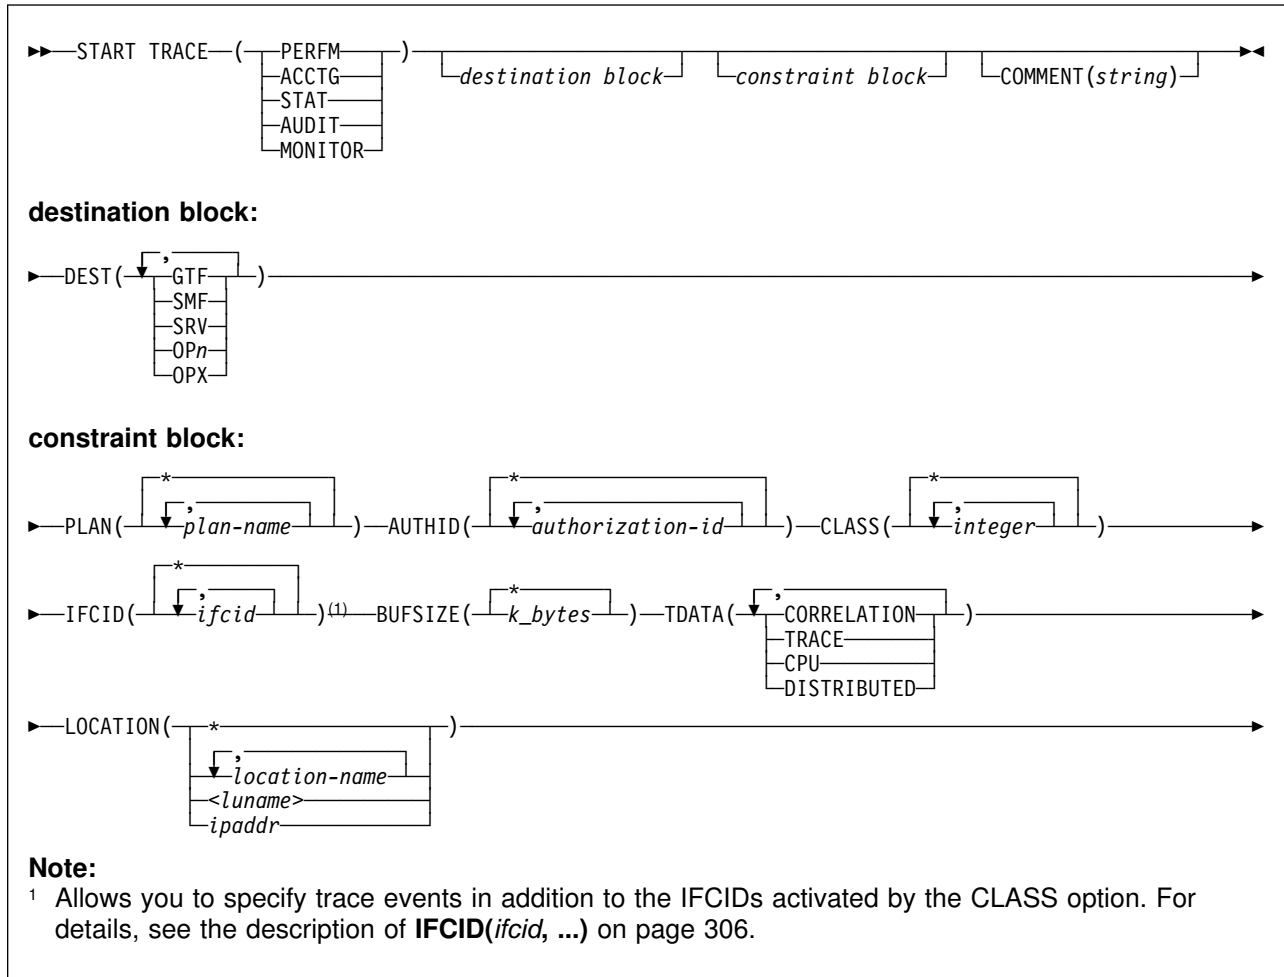 START TRACE ( PERFM )
ACCTG
STAT
AUDIT
MONITOR
destination block
constraint block
COMMENT(string)
destination block:
,
DEST( GTF )
SMF
SRV
OPn
OPX
constraint block:
* * *
, , ,
PLAN( plan-name ) AUTHID( authorization-id ) CLASS( integer )
* * ,
,
IFCID( ifcid )(1) BUFSIZE( k_bytes ) TDATA( CORRELATION )
TRACE
CPU
DISTRIBUTED
LOCATION( * )
,
location-name
<luname>
ipaddr
Note:
1 Allows you to specify trace events in addition to the IFCIDs activated by the CLASS option. For
details, see the description of IFCID(ifcid, ...) on page 306.